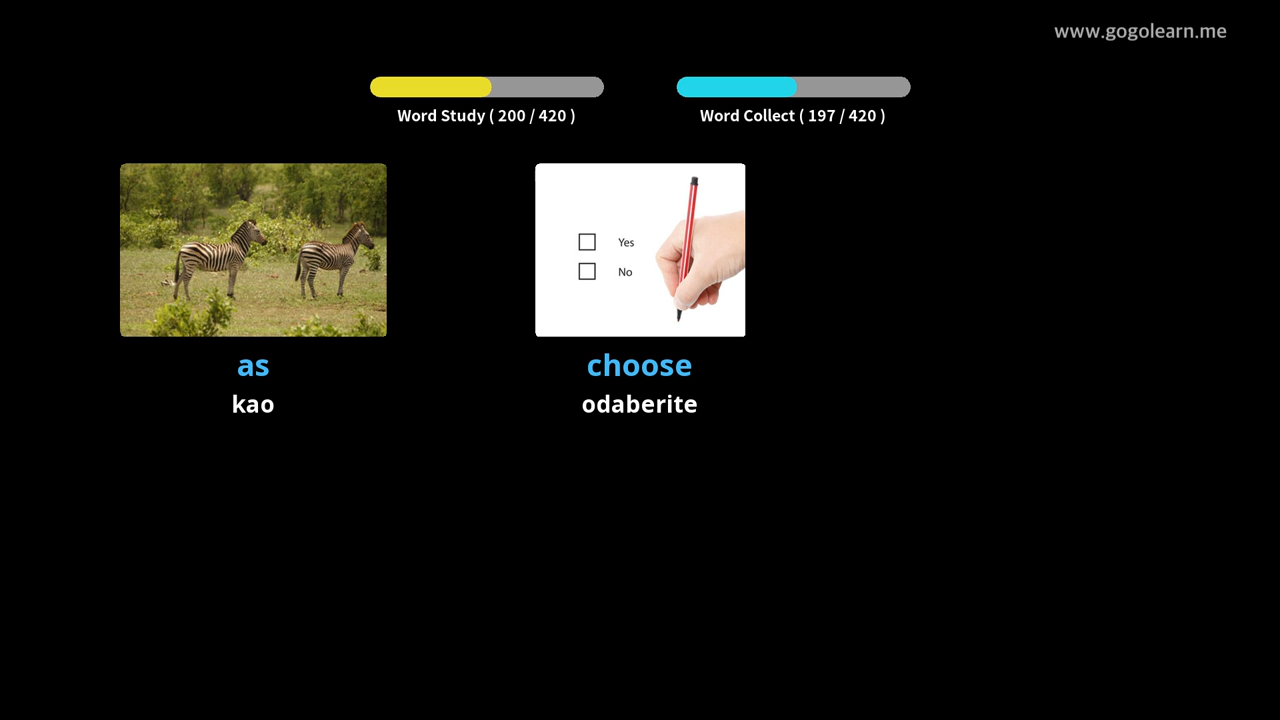 www.gogolearn.me
Word Study ( 200 / 420 )
Word Collect ( 197 / 420 )
Yes
No
as
kao
choose
odaberite